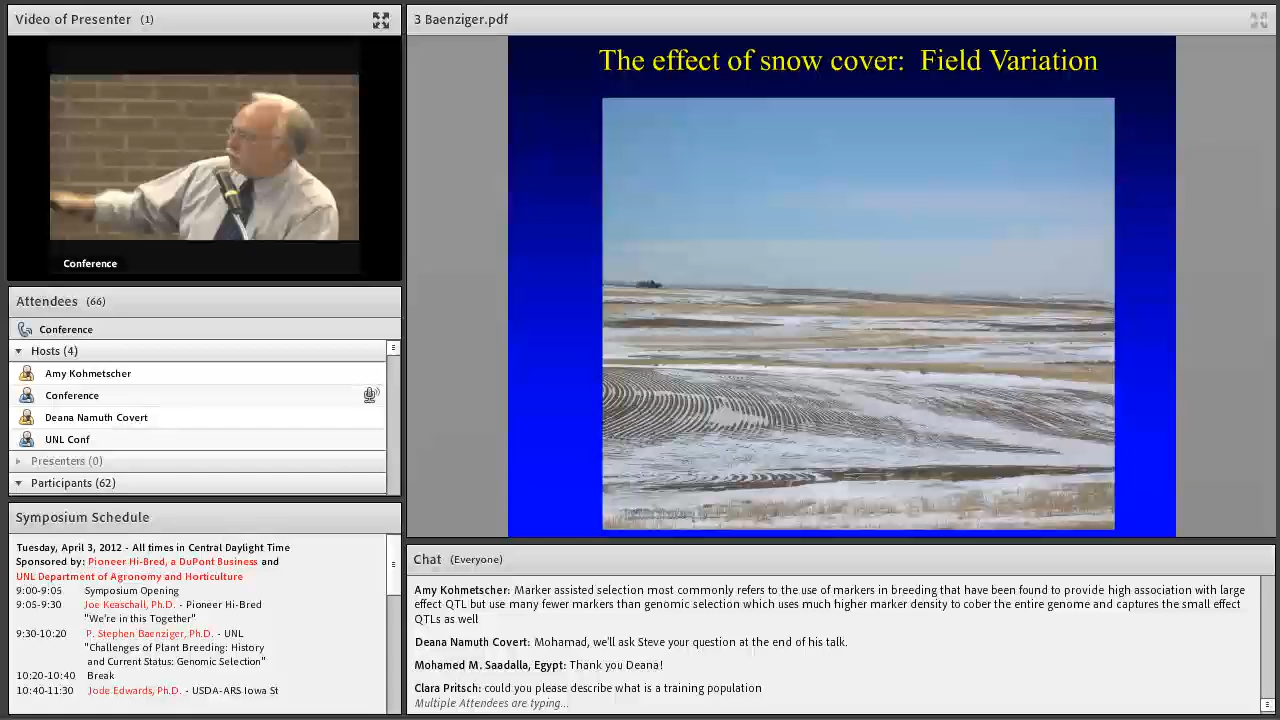 Video of Presenter (1)
Conference
Attendees (66)
Conference
Hosts (4)
Amy Kohmetscher
Conference
Deana Namuth Covert
UNL Conf
Presenters (0)
Participants (62)
Symposium Schedule
Tuesday, April 3, 2012 - All times in Central Daylight Time
Sponsored by: Pioneer Hi-Bred, a DuPont Business and
UNL Department of Agronomy and Horticulture
9:00-9:05 Symposium Opening
9:05-9:30 Joe Keaschall, Ph.D. - Pioneer Hi-Bred
"We're in this Together"
9:30-10:20 P. Stephen Baenziger, Ph.D. - UNL
"Challenges of Plant Breeding: History
and Current Status: Genomic Selection"
10:20-10:40 Break
10:40-11:30 Jode Edwards, Ph.D. - USDA-ARS Iowa St
3 Baenziger.pdf
The effect of snow cover: Field Variation
Chat (Everyone)
Amy Kohmetscher: Marker assisted selection most commonly refers to the use of markers in breeding that have been found to provide high association with large
effect QTL but use many fewer markers than genomic selection which uses much higher marker density to cober the entire genome and captures the small effect
QTLs as well
Deana Namuth Covert: Mohamad, we'll ask Steve your question at the end of his talk.
Mohamed M. Saadalla, Egypt: Thank you Deana!
Clara Pritsch: could you please describe what is a training population
Multiple Attendees are typing...